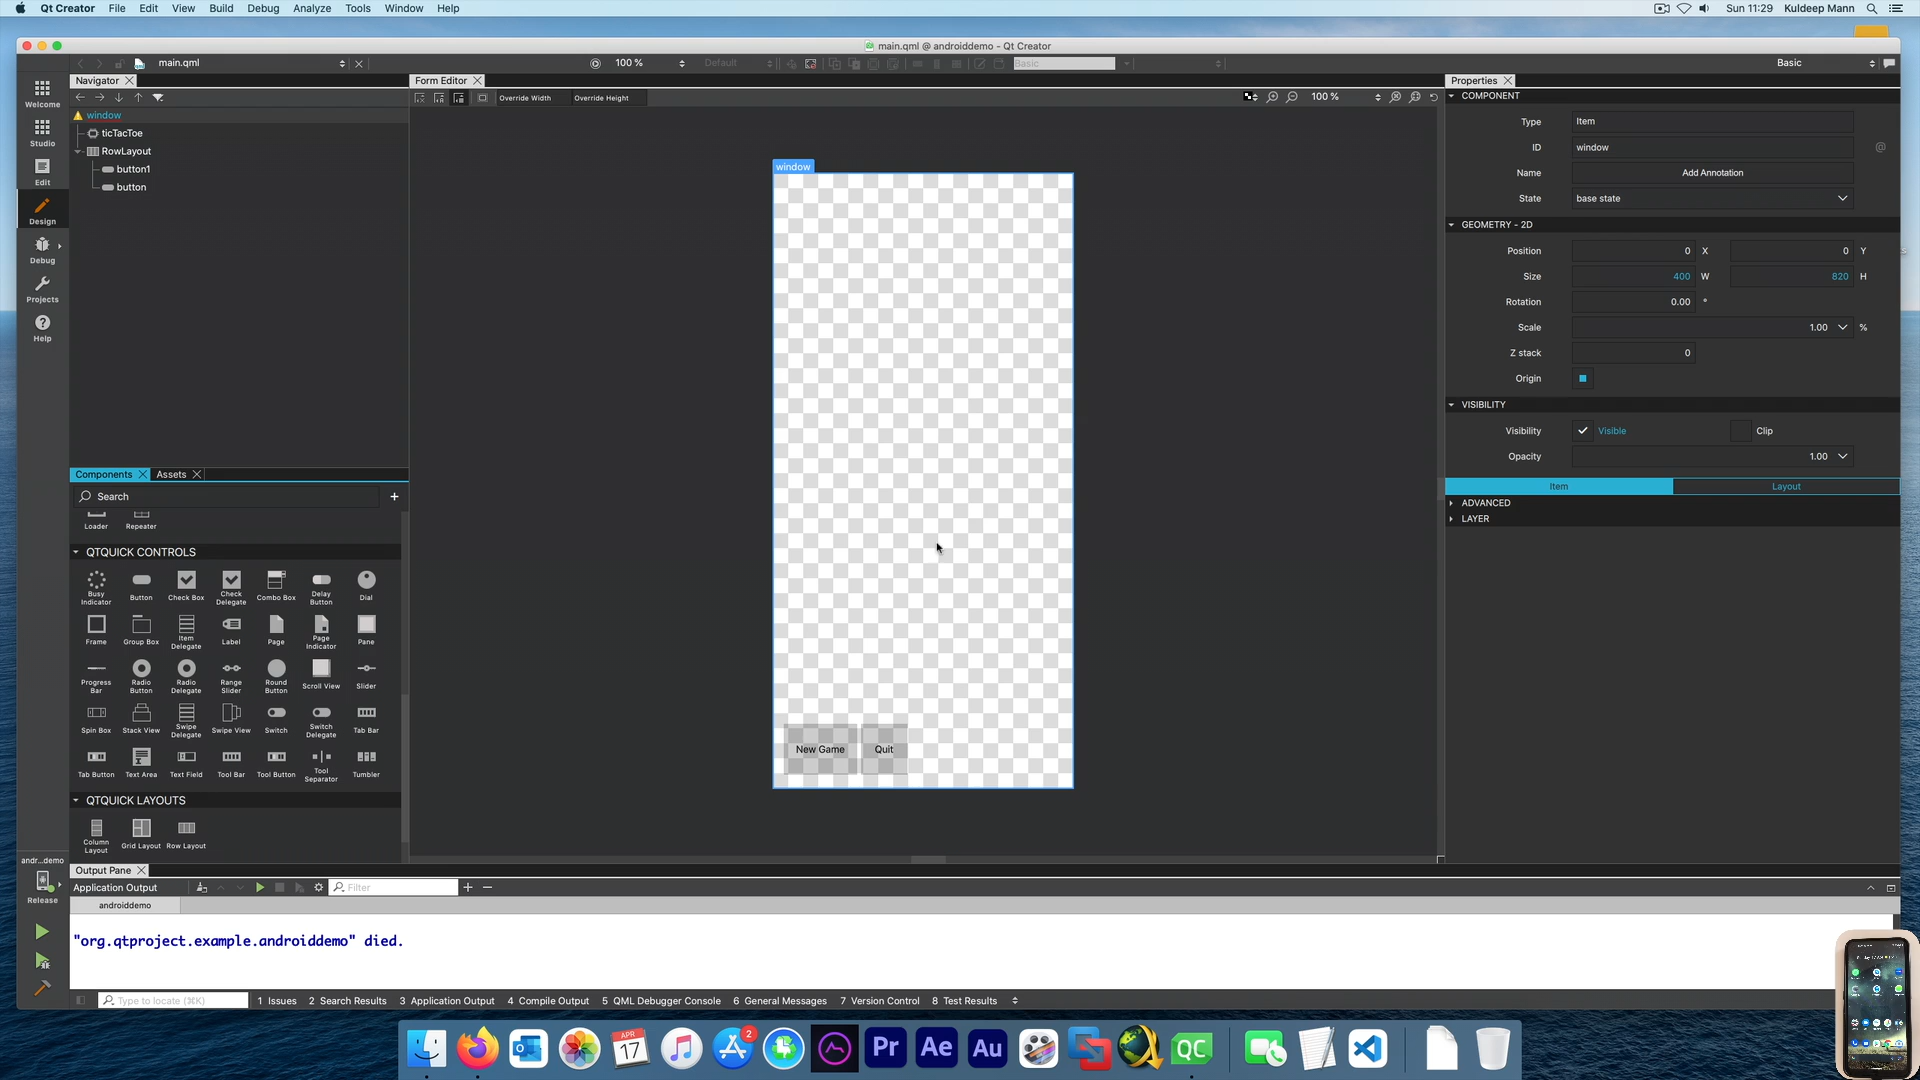 Qt Creator File Edit View Build Debug Analyze Tools Window Help Sun 11:29 Kuldeep Mann
main.qml @ androiddemo - Qt Creator
main.qml 100 % Default Basic Basic
Navigator Form Editor Properties
Override Width Override Height 100 %
window
ticTacToe
RowLayout
button1
button
Welcome
Studio
Edit
Design
Debug
Projects
Help
window
New Game Quit
COMPONENT
Type Item
ID window @
Name Add Annotation
State base state
GEOMETRY - 2D
Position 0 X 0 Y
Size 400 W 820 H
Rotation 0.00 °
Scale 1.00 %
Z stack 0
Origin
VISIBILITY
Visibility Visible Clip
Opacity 1.00
Item Layout
ADVANCED
LAYER
Components Assets
Search
Loader Repeater
QTQUICK CONTROLS
Busy Indicator Button Check Box Check Delegate Combo Box Delay Button Dial
Frame Group Box Item Delegate Label Page Page Indicator Pane
Progress Bar Radio Button Radio Delegate Range Slider Round Button Scroll View Slider
Spin Box Stack View Swipe Delegate Swipe View Switch Switch Delegate Tab Bar
Tab Button Text Area Text Field Tool Bar Tool Button Tool Separator Tumbler
QTQUICK LAYOUTS
Column Layout Grid Layout Row Layout
andr...demo
Release
Output Pane
Application Output Filter
androiddemo
"org.qtproject.example.androiddemo" died.
Type to locate (⌘K) 1 Issues 2 Search Results 3 Application Output 4 Compile Output 5 QML Debugger Console 6 General Messages 7 Version Control 8 Test Results
APR
17
2
Pr Ae Au QC